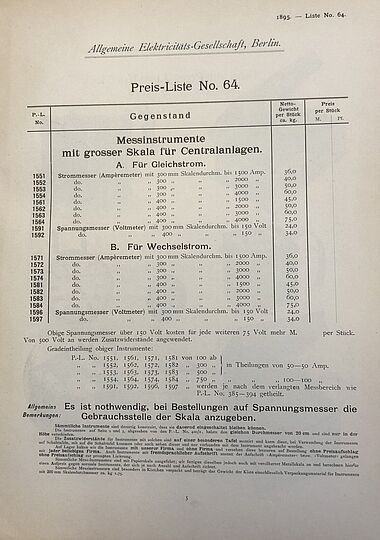 1895. — Liste No. 64.
Allgemeine Elektricitäts-Gesellschaft, Berlin.
Preis-Liste No. 64.
P.-L. No. Gegenstand Netto-Gewicht per Stück ca. kg. Preis per Stück M. Pf.
Messinstrumente
mit grosser Skala für Centralanlagen.
A. Für Gleichstrom.
1551 Strommesser (Ampèremeter) mit 300 mm Skalendurchm. bis 1500 Amp. 36,0
1552 do. „ „ 300 „ „ „ 2000 „ 40,0
1553 do. „ „ 300 „ „ „ 3000 „ 50,0
1554 do. „ „ 300 „ „ „ 4000 „ 60,0
1561 do. „ „ 400 „ „ „ 1500 „ 45,0
1562 do. „ „ 400 „ „ „ 2000 „ 50,0
1563 do. „ „ 400 „ „ „ 3000 „ 60,0
1564 do. „ „ 400 „ „ „ 4000 „ 75,0
1591 Spannungsmesser (Voltmeter) mit 300 mm Skalendurchm. bis 150 Volt 24,0
1592 do. „ 400 „ „ „ 150 „ 34,0
B. Für Wechselstrom.
1571 Strommesser (Ampèremeter) mit 300 mm Skalendurchm. bis 1500 Amp. 36,0
1572 do. „ „ 300 „ „ „ 2000 „ 40,0
1573 do. „ „ 300 „ „ „ 3000 „ 50,0
1574 do. „ „ 300 „ „ „ 4000 „ 60,0
1581 do. „ „ 400 „ „ „ 1500 „ 45,0
1582 do. „ „ 400 „ „ „ 2000 „ 50,0
1583 do. „ „ 400 „ „ „ 3000 „ 60,0
1584 do. „ „ 400 „ „ „ 4000 „ 75,0
1596 Spannungsmesser (Voltmeter) mit 300 mm Skalendurchm. bis 150 Volt 24,0
1597 do. „ 400 „ „ „ 150 „ 34,0
Obige Spannungsmesser über 150 Volt kosten für jede weiteren 75 Volt mehr M. per Stück.
Von 500 Volt an werden Zusatzwiderstände angewendet.
Gradeintheilung obiger Instrumente:
P.-L. No. 1551, 1561, 1571, 1581 von 100 ab
„ „ 1552, 1562, 1572, 1582 „ 300 „ in Theilungen von 50—50 Amp.
„ „ 1553, 1563, 1573, 1583 „ 500 „
„ „ 1554, 1564, 1574, 1584 „ 750 „ „ „ „ 100—100 „
„ „ 1591, 1592, 1596, 1597 werden je nach dem verlangten Messbereich wie
P.-L. No. 385—394 getheilt.
Allgemeine Bemerkungen:
Es ist nothwendig, bei Bestellungen auf Spannungsmesser die
Gebrauchsstelle der Skala anzugeben.
Sämmtliche Instrumente sind derartig construirt, dass sie dauernd eingeschaltet bleiben können.
5